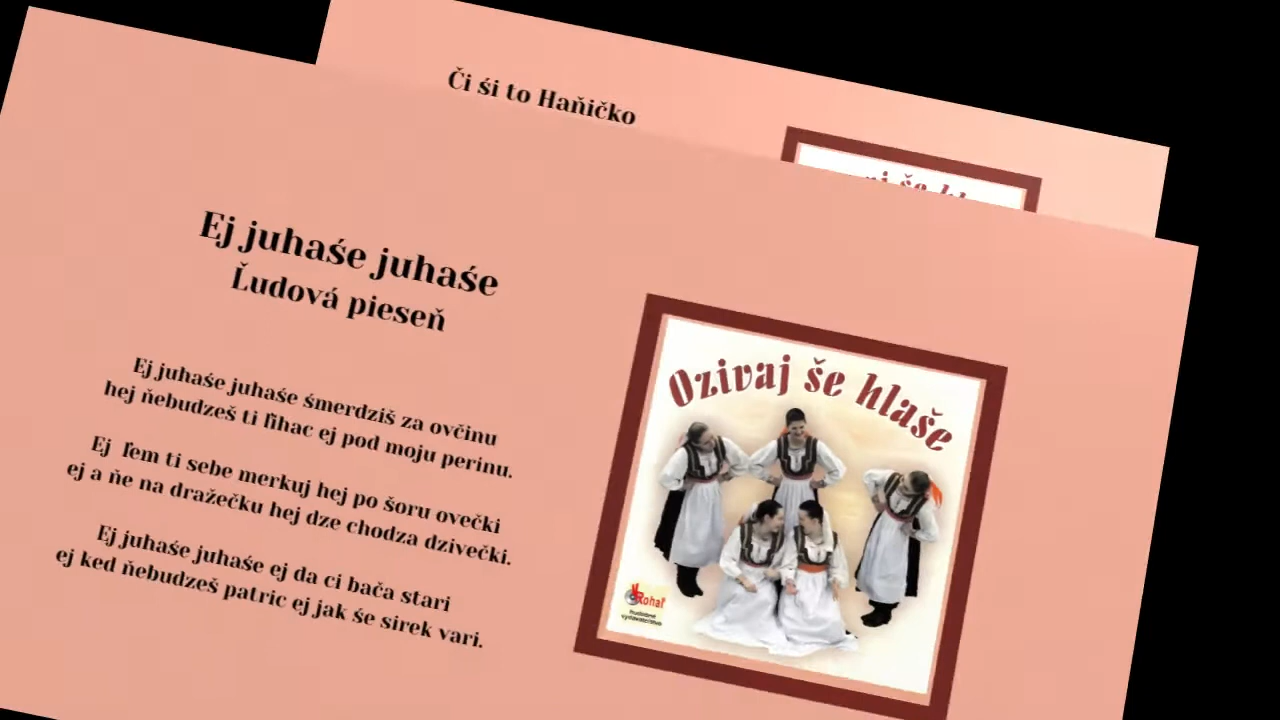 Či śi to Haňičko
Ej juhaśe juhaśe
Ľudová pieseň
Ej juhaśe juhaśe śmerdziš za ovčinu
hej ňebudzeš ti ľihac ej pod moju perinu.
Ej ľem ti sebe merkuj hej po šoru ovečki
ej a ňe na dražečku hej dze chodza dzivečki.
Ej juhaśe juhaśe ej da ci bača stari
ej ked ňebudzeš patric ej jak śe sirek vari.
Ozivaj še hlaše
Rohaľ
hudobné
vydavateľstvo